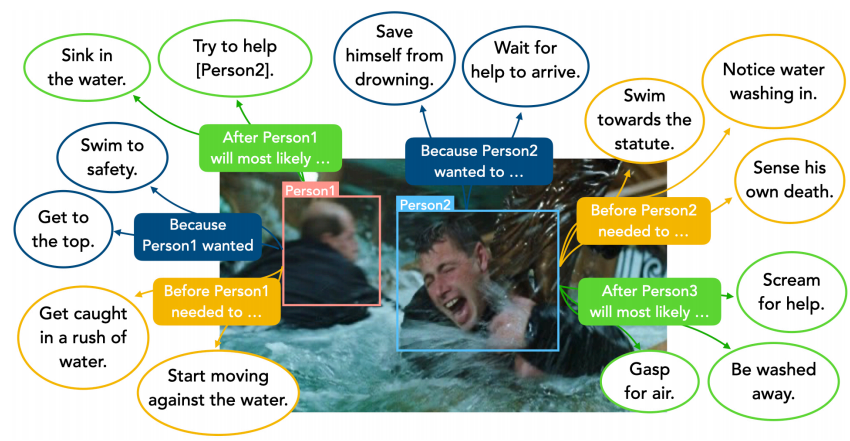 Sink in
the water.
Try to help
[Person2].
After Person1
will most likely ...
Save
himself from
drowning.
Wait for
help to arrive.
Because Person2
wanted to ...
Swim
towards the
statute.
Notice water
washing in.
Sense his
own death.
Before Person2
needed to ...
Swim to
safety.
Get to
the top.
Because
Person1 wanted
Person1
Person2
Before Person1
needed to ...
Get caught
in a rush of
water.
Start moving
against the water.
After Person3
will most likely ...
Scream
for help.
Gasp
for air.
Be washed
away.